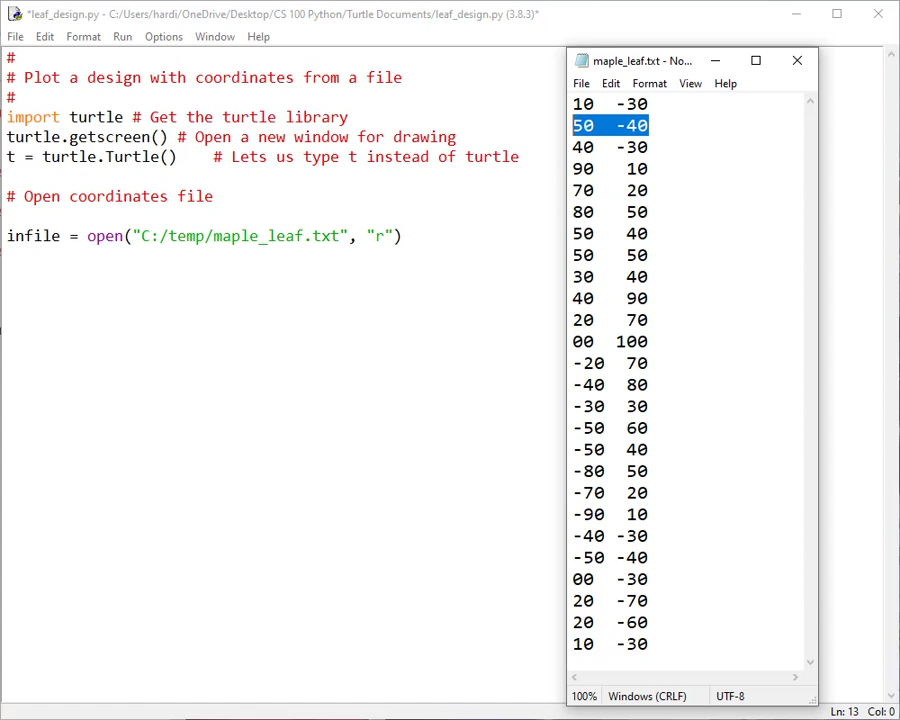 *leaf_design.py - C:/Users/hardi/OneDrive/Desktop/CS 100 Python/Turtle Documents/leaf_design.py (3.8.3)*
File Edit Format Run Options Window Help
#
# Plot a design with coordinates from a file
#
import turtle # Get the turtle library
turtle.getscreen() # Open a new window for drawing
t = turtle.Turtle()    # Lets us type t instead of turtle
# Open coordinates file
infile = open("C:/temp/maple_leaf.txt", "r")
maple_leaf.txt - No...
File Edit Format View Help
10 -30
50 -40
40 -30
90 10
70 20
80 50
50 40
50 50
30 40
40 90
20 70
00 100
-20 70
-40 80
-30 30
-50 60
-50 40
-80 50
-70 20
-90 10
-40 -30
-50 -40
00 -30
20 -70
20 -60
10 -30
100% Windows (CRLF) UTF-8
Ln: 13 Col: 0